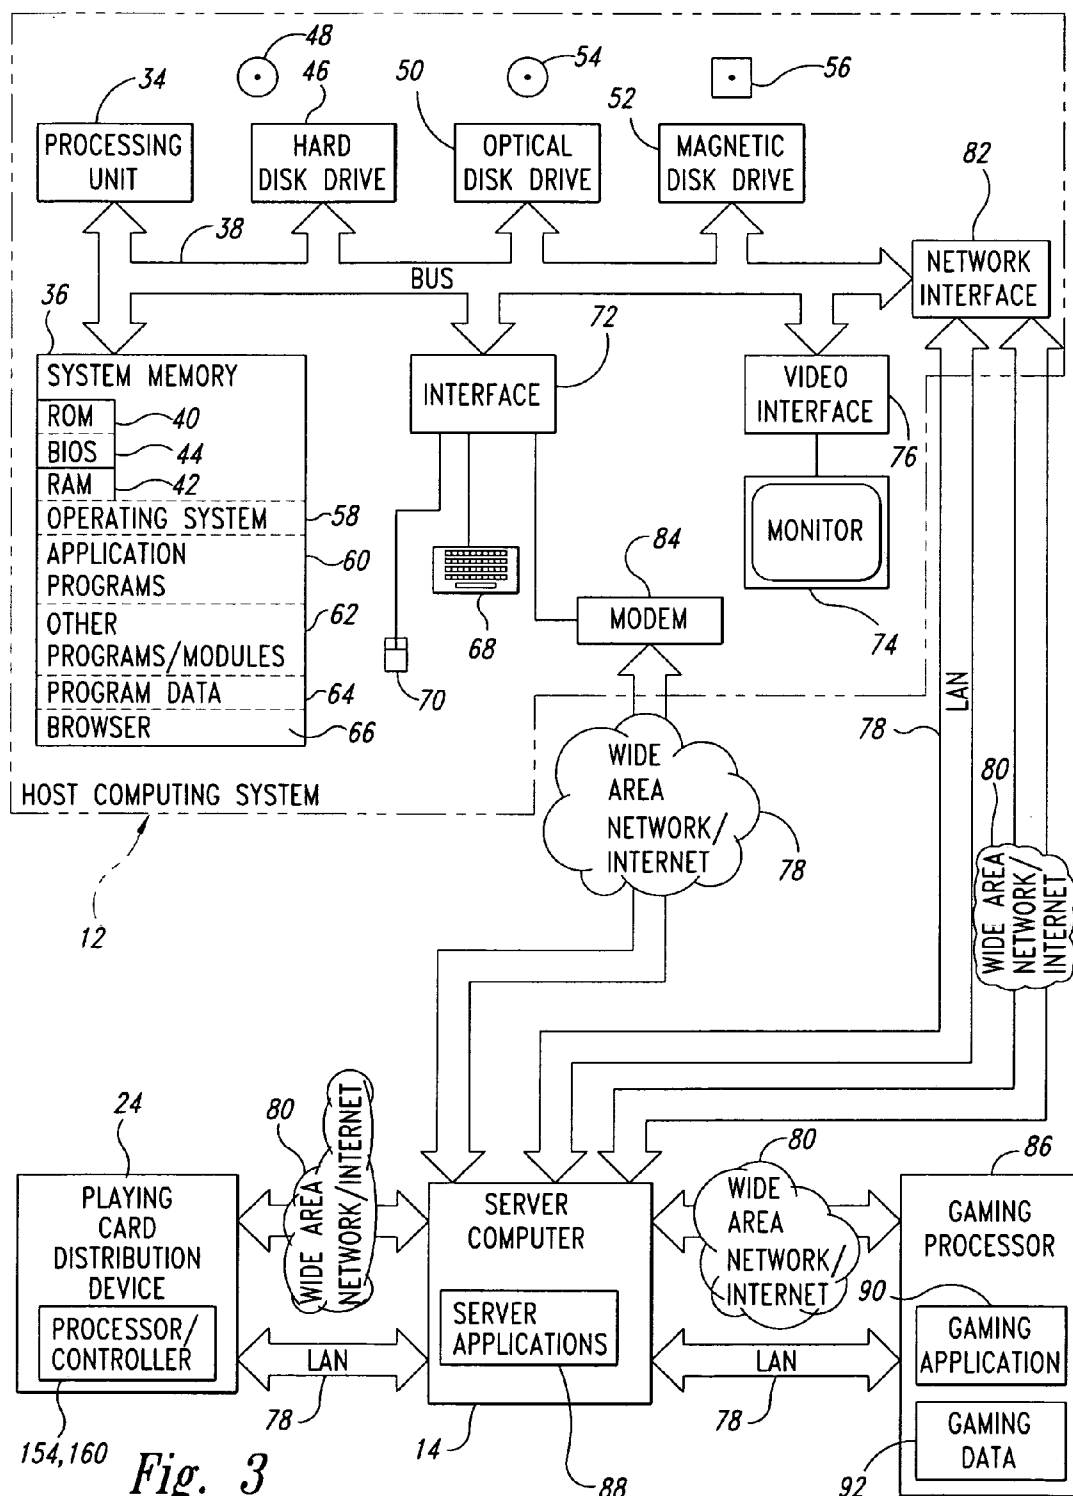 48
54
56
34
46
50
52
82
PROCESSING
UNIT
HARD
DISK DRIVE
OPTICAL
DISK DRIVE
MAGNETIC
DISK DRIVE
38
BUS
NETWORK
INTERFACE
36
72
SYSTEM MEMORY
ROM
40
BIOS
44
RAM
42
OPERATING SYSTEM
58
APPLICATION
PROGRAMS
60
OTHER
PROGRAMS/MODULES
62
PROGRAM DATA
64
BROWSER
66
INTERFACE
VIDEO
INTERFACE
76
MONITOR
74
84
MODEM
68
70
LAN
78
80
WIDE AREA
NETWORK/
INTERNET
WIDE
AREA
NETWORK/
INTERNET
78
HOST COMPUTING SYSTEM
12
24
80
80
86
PLAYING
CARD
DISTRIBUTION
DEVICE
PROCESSOR/
CONTROLLER
154,160
WIDE AREA
NETWORK/INTERNET
LAN
78
SERVER
COMPUTER
SERVER
APPLICATIONS
14
88
WIDE
AREA
NETWORK/
INTERNET
LAN
78
GAMING
PROCESSOR
90
GAMING
APPLICATION
GAMING
DATA
92
Fig. 3